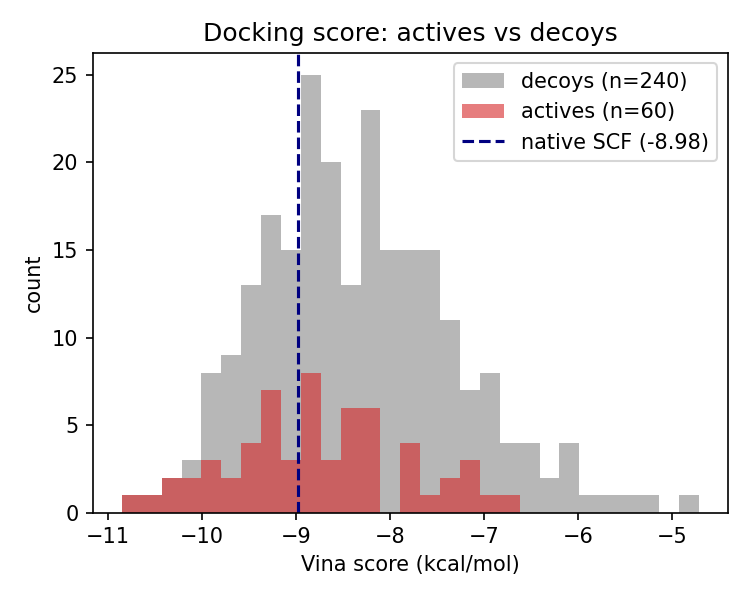 Docking score: actives vs decoys
decoys (n=240)
actives (n=60)
native SCF (-8.98)
count
25
20
15
10
5
0
−11 −10 −9 −8 −7 −6 −5
Vina score (kcal/mol)